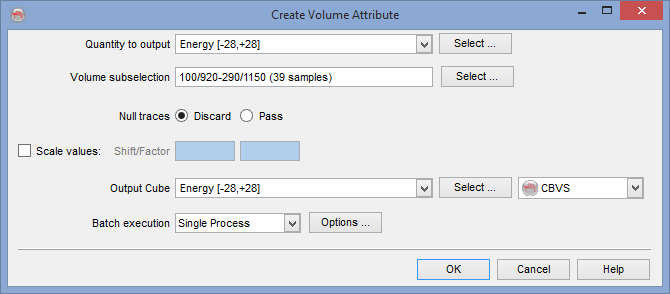 Create Volume Attribute
Quantity to output Energy [-28,+28] Select ...
Volume subselection 100/920-290/1150 (39 samples) Select ...
Null traces Discard Pass
Scale values: Shift/Factor
Output Cube Energy [-28,+28] Select ... CBVS
Batch execution Single Process Options ...
OK Cancel Help